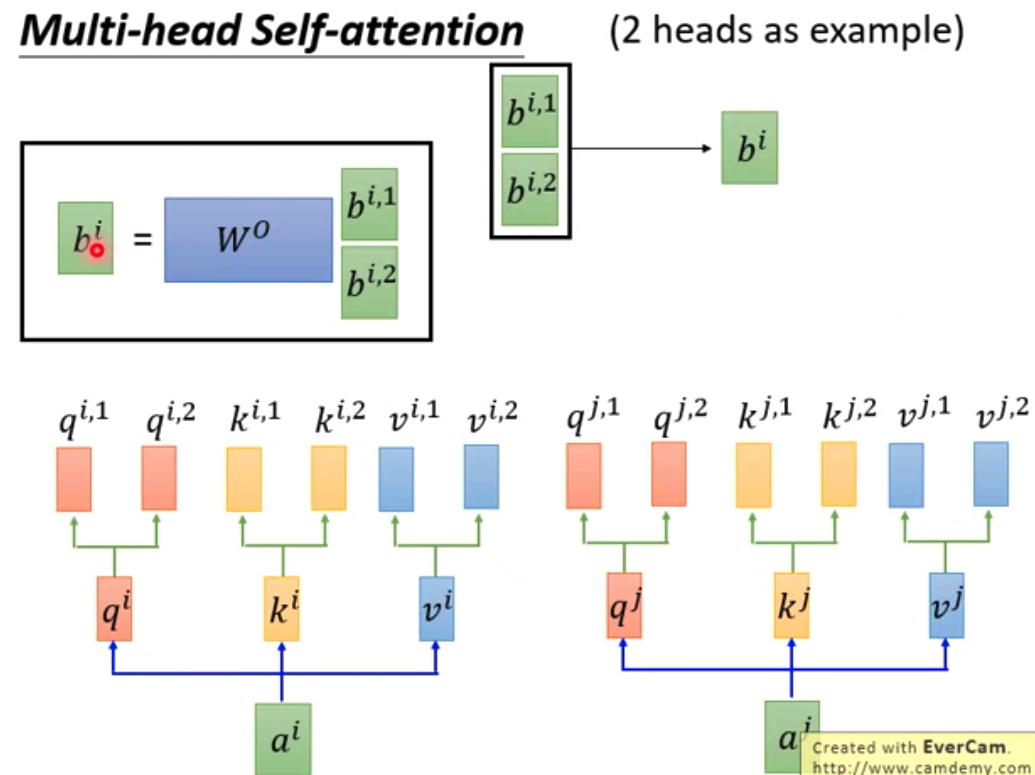 Multi-head Self-attention (2 heads as example)
b^{i,1}
b^{i,2}
b^i
b^i = W^O b^{i,1}
b^{i,2}
q^{i,1} q^{i,2} k^{i,1} k^{i,2} v^{i,1} v^{i,2} q^{j,1} q^{j,2} k^{j,1} k^{j,2} v^{j,1} v^{j,2}
q^i k^i v^i q^j k^j v^j
a^i a^j
Created with EverCam.
http://www.camdemy.com